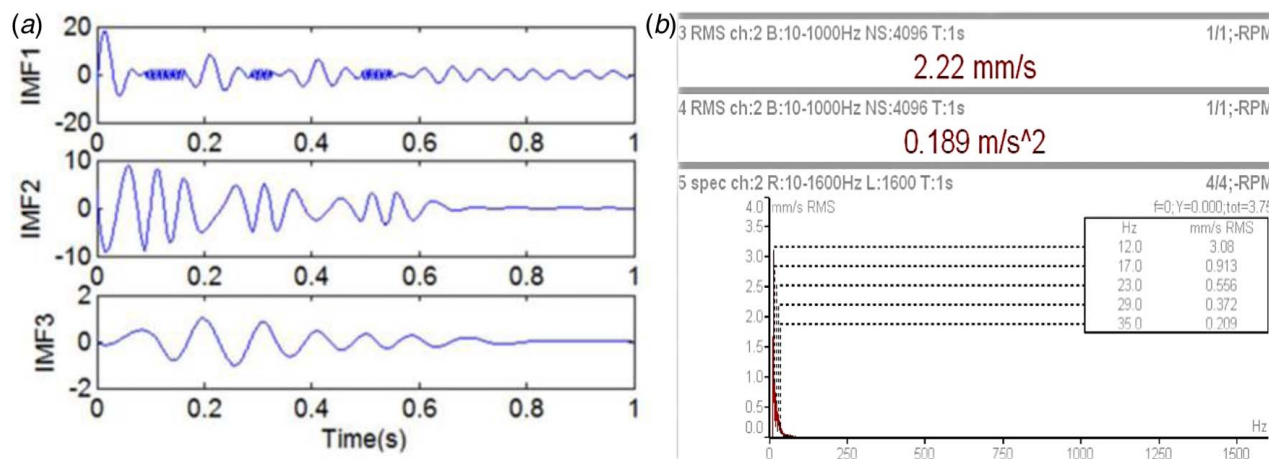 (a)
20
0
-20
IMF1
0 0.2 0.4 0.6 0.8 1
10
0
-10
IMF2
0 0.2 0.4 0.6 0.8 1
2
0
-2
IMF3
0 0.2 0.4 0.6 0.8 1
Time(s)
(b)
3 RMS ch:2 B:10-1000Hz NS:4096 T:1s 1/1;-RPM
2.22 mm/s
4 RMS ch:2 B:10-1000Hz NS:4096 T:1s 1/1;-RPM
0.189 m/s^2
5 spec ch:2 R:10-1600Hz L:1600 T:1s 4/4;-RPM
4.0 mm/s RMS f=0;Y=0.000;tot=3.75
3.5
3.0
2.5
2.0
1.5
1.0
0.5
0.0
Hz mm/s RMS
12.0 3.08
17.0 0.913
23.0 0.556
29.0 0.372
35.0 0.209
Hz
0 250 500 750 1000 1250 1500